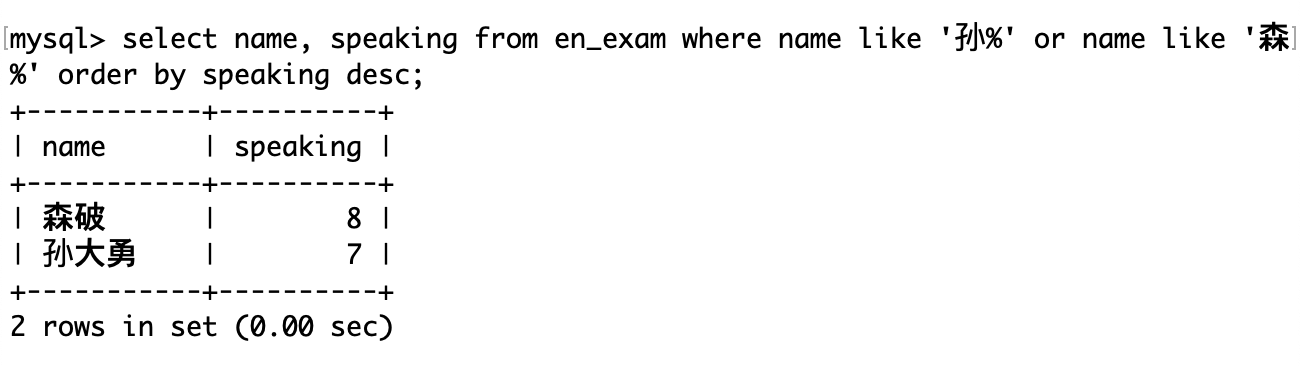 mysql> select name, speaking from en_exam where name like '孙%' or name like '森
%' order by speaking desc;
+-----------+----------+
| name      | speaking |
+-----------+----------+
| 森破      |        8 |
| 孙大勇    |        7 |
+-----------+----------+
2 rows in set (0.00 sec)